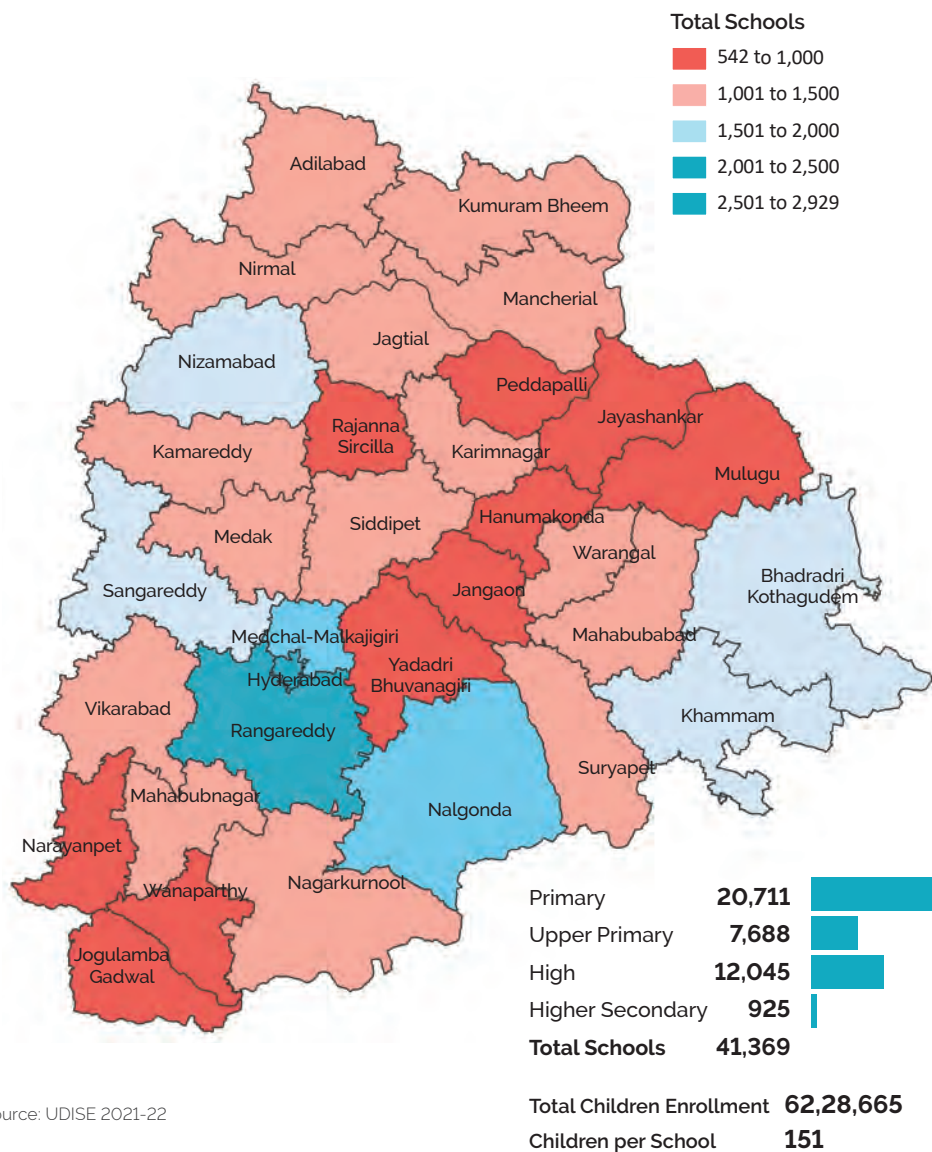 Total Schools
542 to 1,000
1,001 to 1,500
1,501 to 2,000
2,001 to 2,500
2,501 to 2,929
Adilabad
Kumuram Bheem
Nirmal
Mancherial
Jagtial
Nizamabad
Peddapalli
Jayashankar
Rajanna
Sircilla
Kamareddy
Karimnagar
Mulugu
Hanumakonda
Siddipet
Medak
Warangal
Bhadradri
Kothagudem
Sangareddy
Jangaon
Medchal-Malkajigiri
Mahabubabad
Yadadri
Bhuvanagiri
Hyderabad
Vikarabad
Khammam
Rangareddy
Suryapet
Mahabubnagar
Nalgonda
Narayanpet
Wanaparthy
Nagarkurnool
Jogulamba
Gadwal
Primary 20,711
Upper Primary 7,688
High 12,045
Higher Secondary 925
Total Schools 41,369
ource: UDISE 2021-22
Total Children Enrollment 62,28,665
Children per School 151